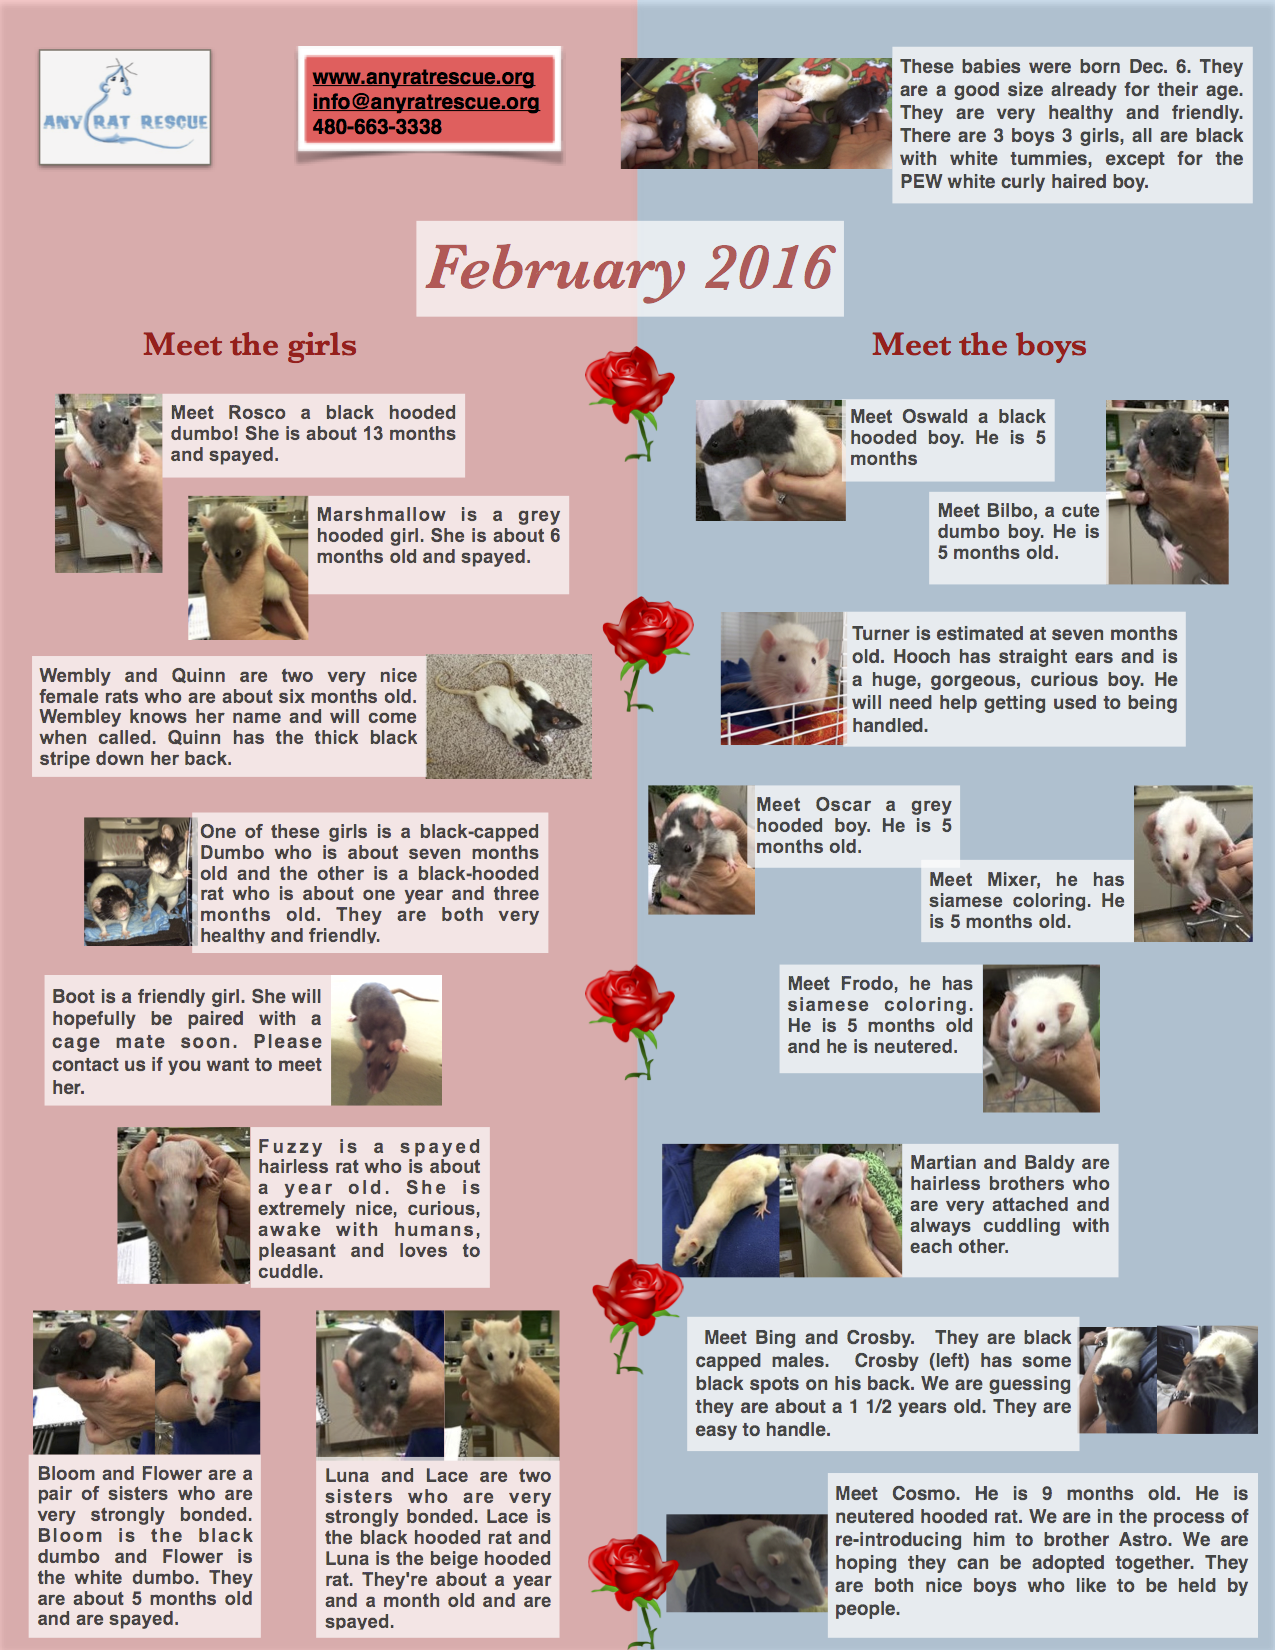 ANY RAT RESCUE
www.anyratrescue.org
info@anyratrescue.org
480-663-3338
These babies were born Dec. 6. They
are a good size already for their age.
They are very healthy and friendly.
There are 3 boys 3 girls, all are black
with white tummies, except for the
PEW white curly haired boy.
February 2016
Meet the girls
Meet Rosco a black hooded
dumbo! She is about 13 months
and spayed.
Marshmallow is a grey
hooded girl. She is about 6
months old and spayed.
Wembly and Quinn are two very nice
female rats who are about six months old.
Wembley knows her name and will come
when called. Quinn has the thick black
stripe down her back.
One of these girls is a black-capped
Dumbo who is about seven months
old and the other is a black-hooded
rat who is about one year and three
months old. They are both very
healthy and friendly.
Boot is a friendly girl. She will
hopefully be paired with a
cage mate soon. Please
contact us if you want to meet
her.
Fuzzy is a spayed
hairless rat who is about
a year old. She is
extremely nice, curious,
awake with humans,
pleasant and loves to
cuddle.
Bloom and Flower are a
pair of sisters who are
very strongly bonded.
Bloom is the black
dumbo and Flower is
the white dumbo. They
are about 5 months old
and are spayed.
Luna and Lace are two
sisters who are very
strongly bonded. Lace is
the black hooded rat and
Luna is the beige hooded
rat. They're about a year
and a month old and are
spayed.
Meet the boys
Meet Oswald a black
hooded boy. He is 5
months
Meet Bilbo, a cute
dumbo boy. He is
5 months old.
Turner is estimated at seven months
old. Hooch has straight ears and is
a huge, gorgeous, curious boy. He
will need help getting used to being
handled.
Meet Oscar a grey
hooded boy. He is 5
months old.
Meet Mixer, he has
siamese coloring. He
is 5 months old.
Meet Frodo, he has
siamese coloring.
He is 5 months old
and he is neutered.
Martian and Baldy are
hairless brothers who
are very attached and
always cuddling with
each other.
Meet Bing and Crosby. They are black
capped males. Crosby (left) has some
black spots on his back. We are guessing
they are about a 1 1/2 years old. They are
easy to handle.
Meet Cosmo. He is 9 months old. He is
neutered hooded rat. We are in the process of
re-introducing him to brother Astro. We are
hoping they can be adopted together. They
are both nice boys who like to be held by
people.